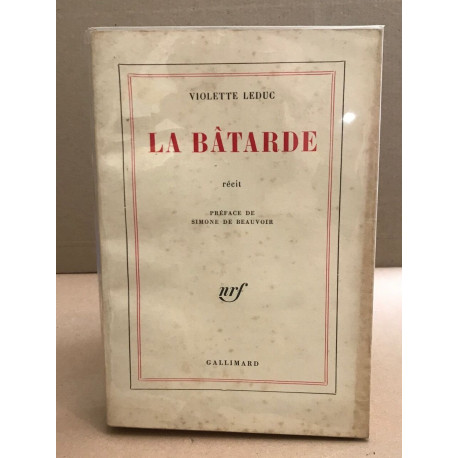 VIOLETTE LEDUC
LA BÂTARDE
récit
PRÉFACE DE
SIMONE DE BEAUVOIR
nrf
GALLIMARD